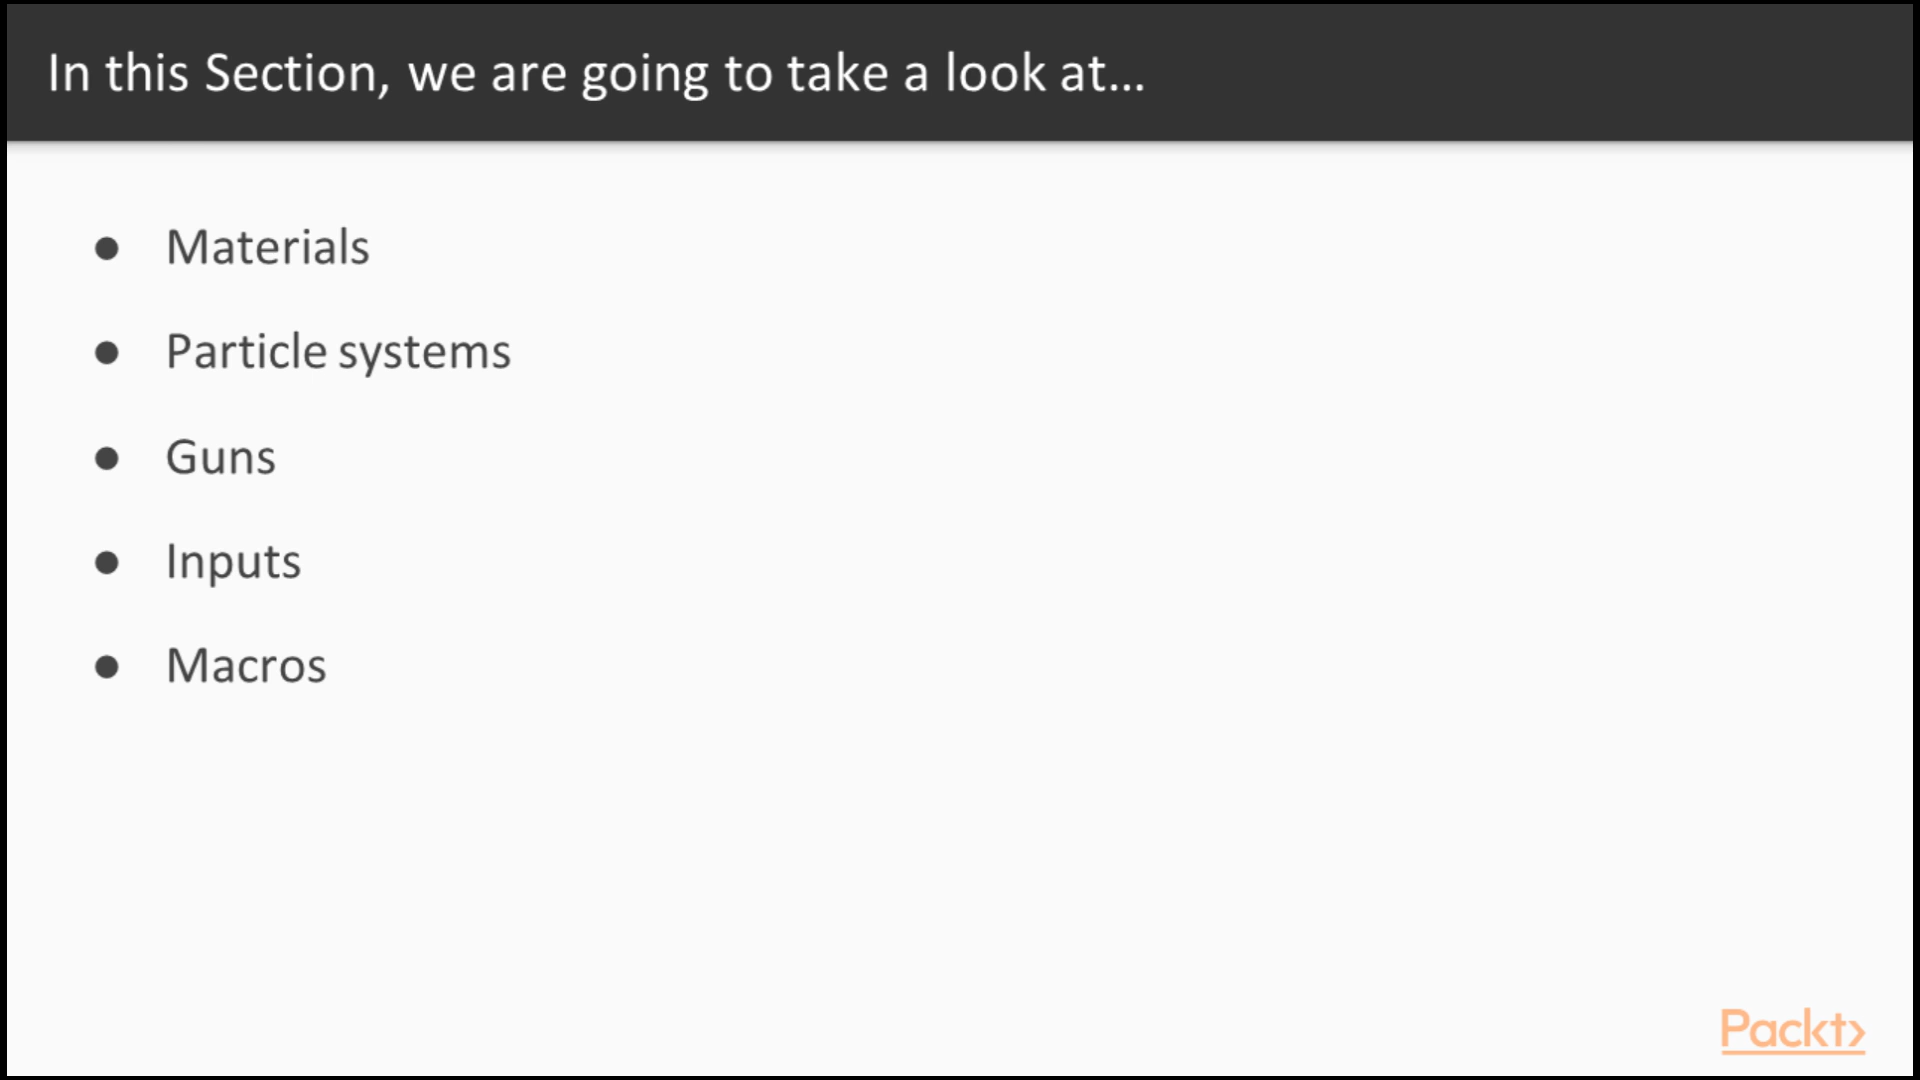 In this Section, we are going to take a look at...
● Materials
● Particle systems
● Guns
● Inputs
● Macros
Packt>